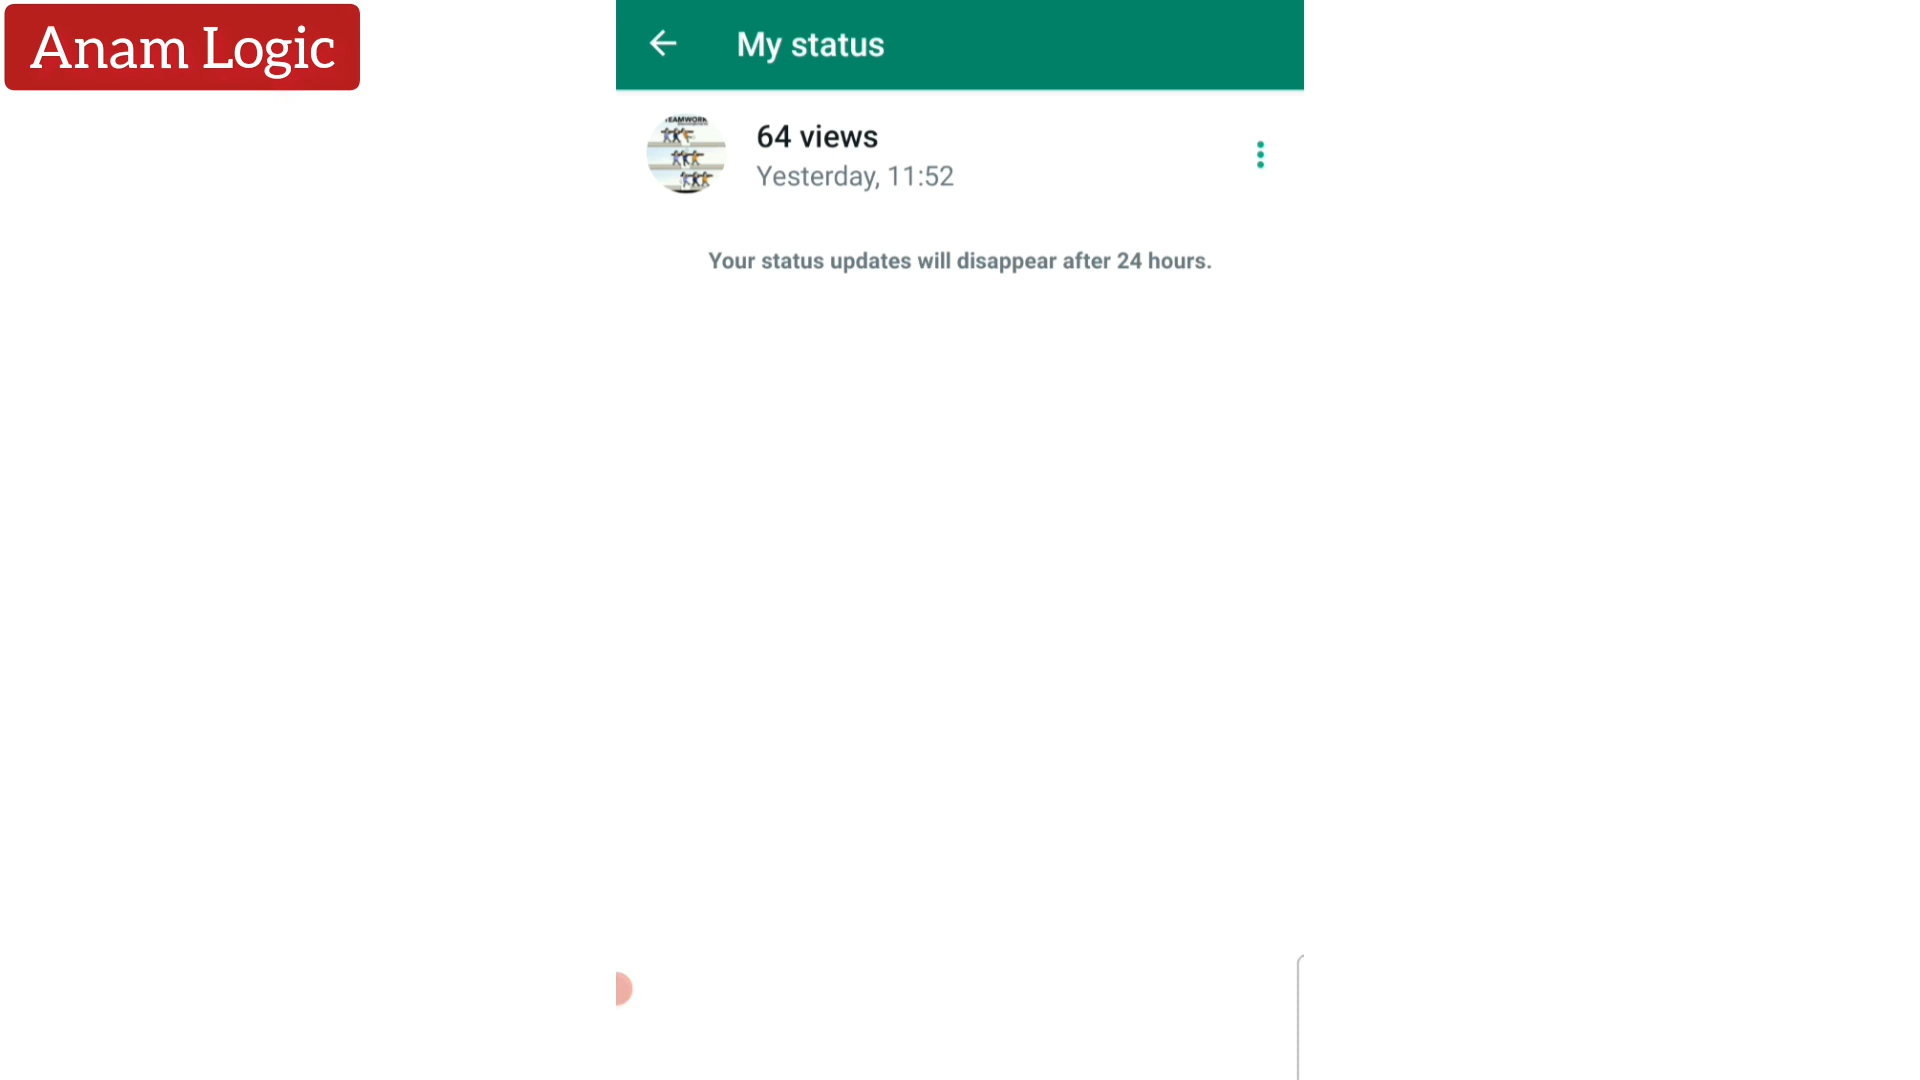 Anam Logic
My status
64 views
Yesterday, 11:52
Your status updates will disappear after 24 hours.